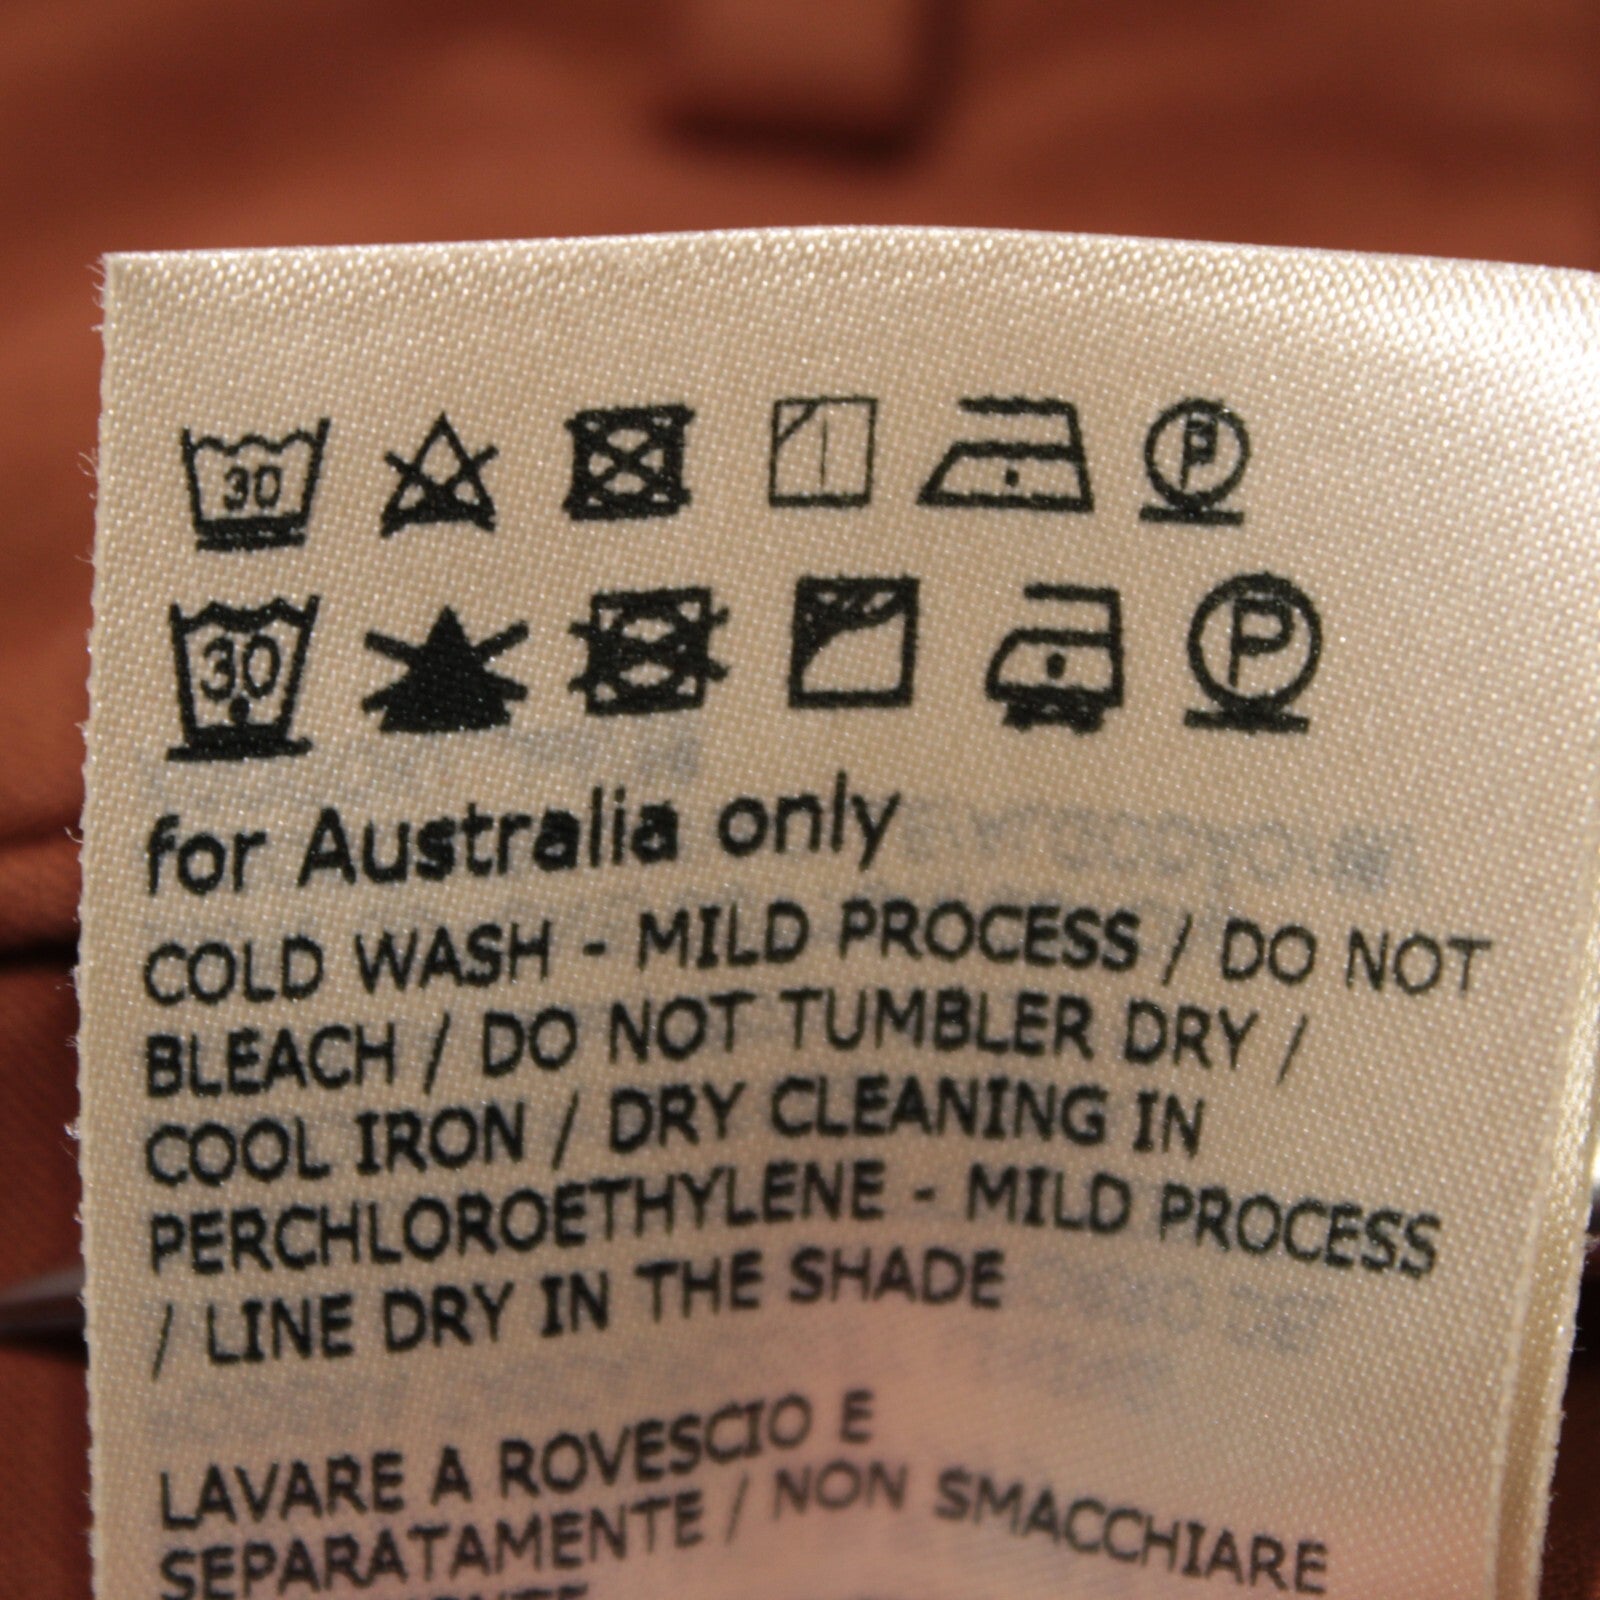 30 P
30 P
for Australia only
COLD WASH - MILD PROCESS / DO NOT
BLEACH / DO NOT TUMBLER DRY /
COOL IRON / DRY CLEANING IN
PERCHLOROETHYLENE - MILD PROCESS
/ LINE DRY IN THE SHADE
LAVARE A ROVESCIO E
SEPARATAMENTE / NON SMACCHIARE